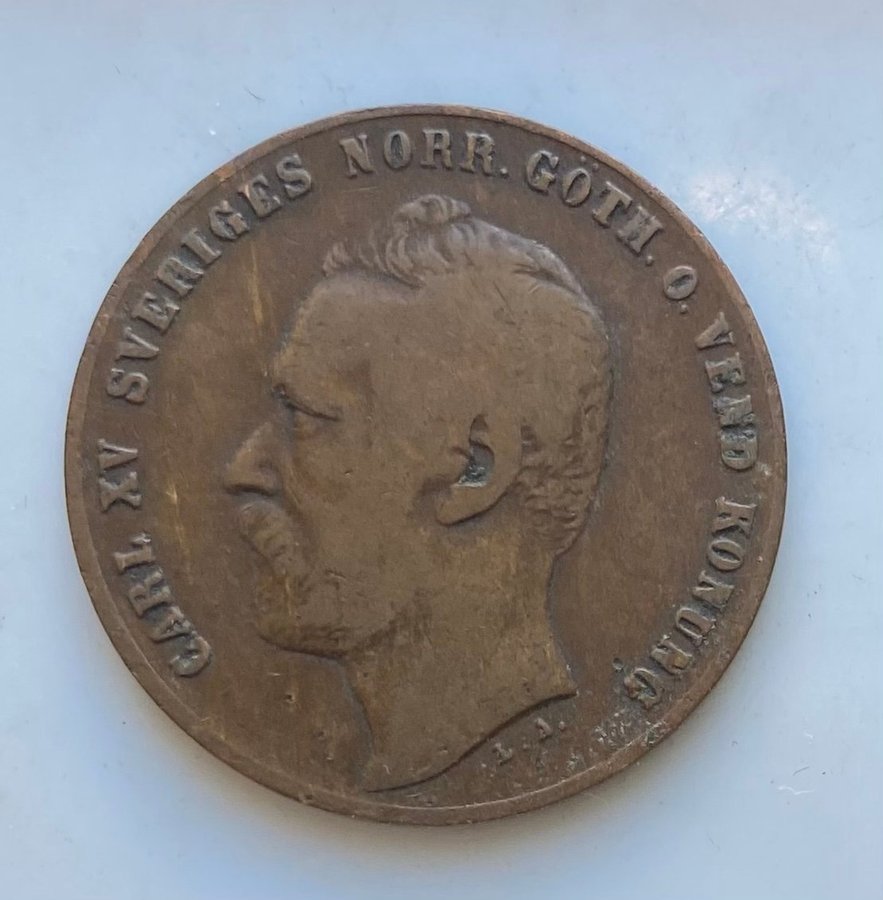 CARL XV SVERIGES NORR. GÖTH. O. VEND KONUNG
L. A.